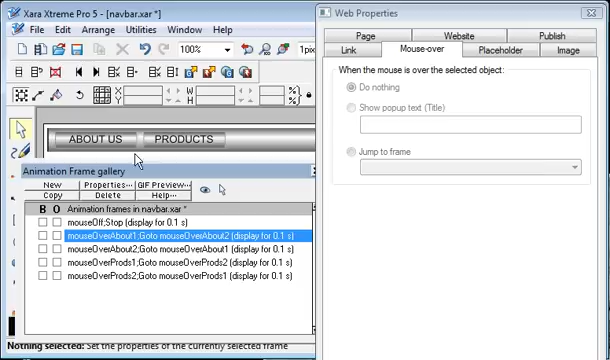 Xara Xtreme Pro 5 - [navbar.xar *]
File Edit Arrange Utilities Window Help
100% 1pix
X W
Y H
ABOUT US PRODUCTS
Animation Frame gallery
New Properties... GIF Preview...
Copy Delete Help...
B O Animation frames in navbar.xar *
mouseOff;Stop (display for 0.1 s)
mouseOverAbout1;Goto mouseOverAbout2 (display for 0.1 s)
mouseOverAbout2;Goto mouseOverAbout1 (display for 0.1 s)
mouseOverProds1;Goto mouseOverProds2 (display for 0.1 s)
mouseOverProds2;Goto mouseOverProds1 (display for 0.1 s)
Nothing selected: Set the properties of the currently selected frame
Web Properties
Page Website Publish
Link Mouse-over Placeholder Image
When the mouse is over the selected object:
Do nothing
Show popup text (Title)
Jump to frame